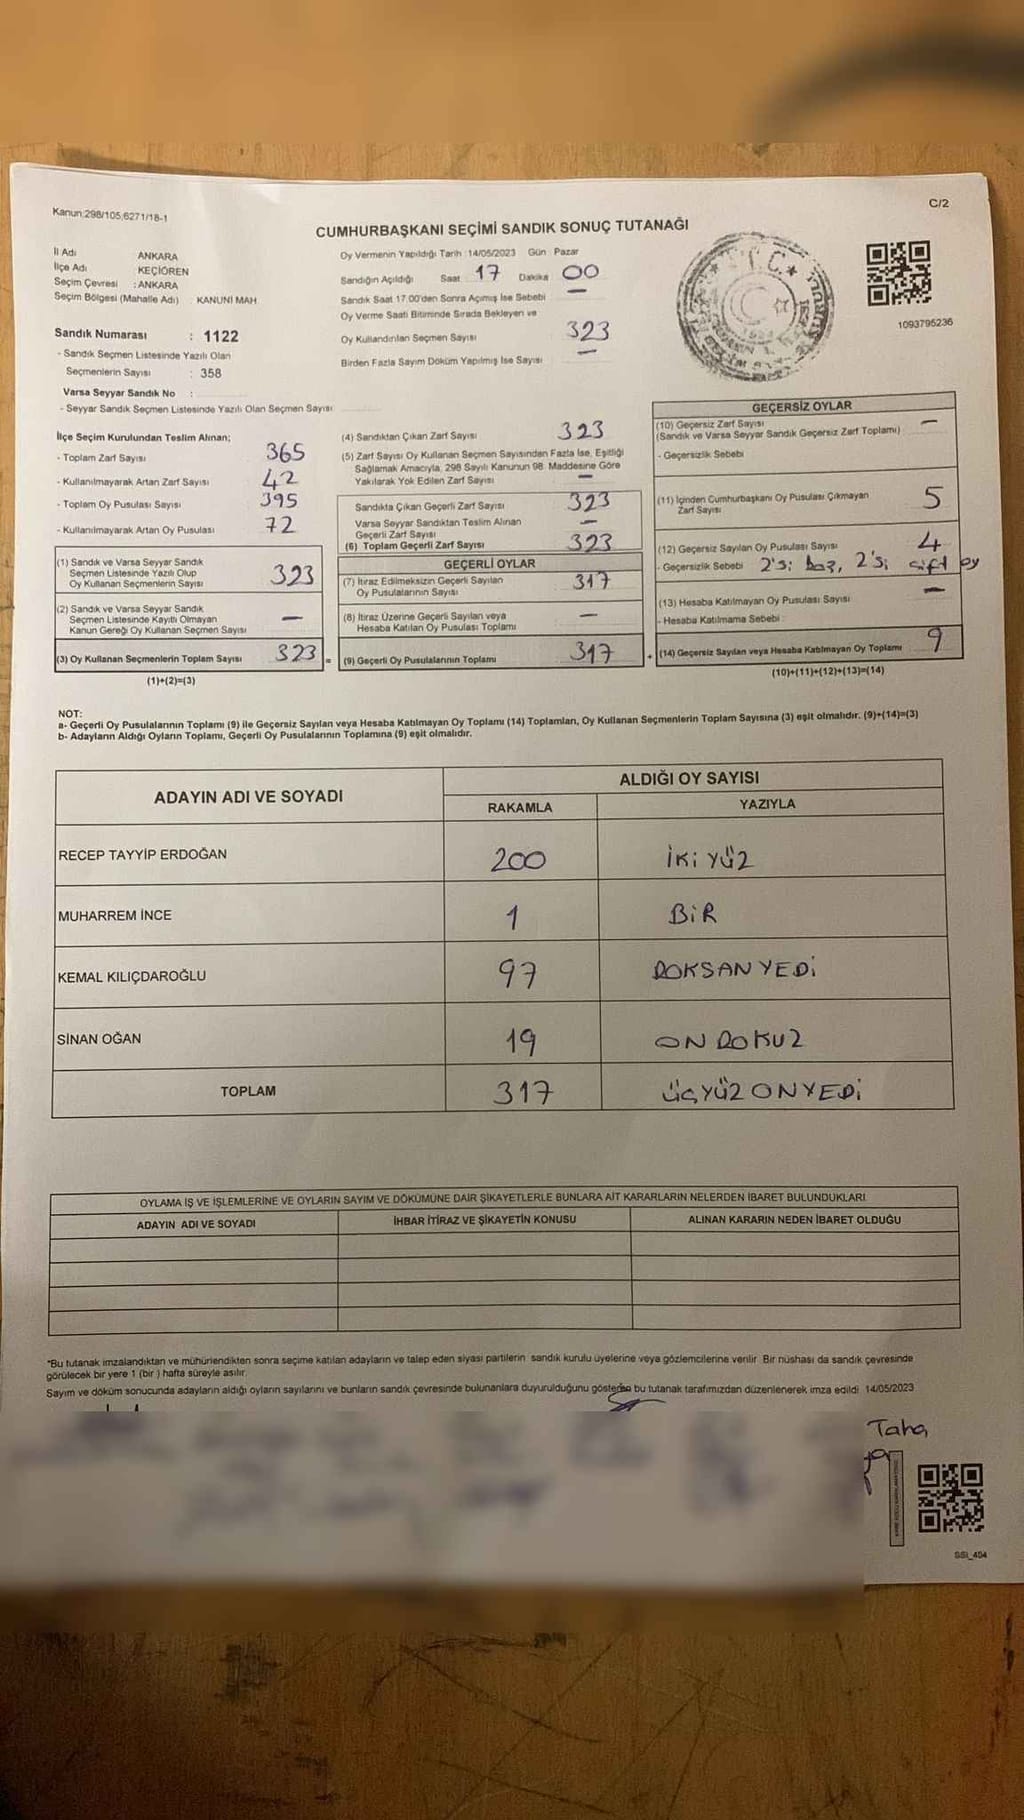 Kanun:298/105;6271/18-1
C/2
CUMHURBAŞKANI SEÇİMİ SANDIK SONUÇ TUTANAĞI
İl Adı ANKARA
İlçe Adı KEÇİÖREN
Seçim Çevresi : ANKARA
Seçim Bölgesi (Mahalle Adı) : KANUNİ MAH
Sandık Numarası : 1122
- Sandık Seçmen Listesinde Yazılı Olan
Seçmenlerin Sayısı : 358
Varsa Seyyar Sandık No :
- Seyyar Sandık Seçmen Listesinde Yazılı Olan Seçmen Sayısı
Oy Vermenin Yapıldığı Tarih :14/05/2023 Gün Pazar
Sandığın Açıldığı Saat 17 Dakika 00
Sandık Saat 17.00'den Sonra Açımış İse Sebebi —
Oy Verme Saati Bitiminde Sırada Bekleyen ve
Oy Kullandırılan Seçmen Sayısı 323
Birden Fazla Sayım Döküm Yapılmış İse Sayısı —
1093795236
İlçe Seçim Kurulundan Teslim Alınan;
- Toplam Zarf Sayısı 365
- Kullanılmayarak Artan Zarf Sayısı 42
- Toplam Oy Pusulası Sayısı 395
- Kullanılmayarak Artan Oy Pusulası 72
(1) Sandık ve Varsa Seyyar Sandık
Seçmen Listesinde Yazılı Olup
Oy Kullanan Seçmenlerin Sayısı 323
(2) Sandık ve Varsa Seyyar Sandık
Seçmen Listesinde Kayıtlı Olmayan
Kanun Gereği Oy Kullanan Seçmen Sayısı —
(3) Oy Kullanan Seçmenlerin Toplam Sayısı 323 =
(1)+(2)=(3)
(4) Sandıktan Çıkan Zarf Sayısı 323
(5) Zarf Sayısı Oy Kullanan Seçmen Sayısından Fazla İse, Eşitliği
Sağlamak Amacıyla, 298 Sayılı Kanunun 98. Maddesine Göre
Yakılarak Yok Edilen Zarf Sayısı —
Sandıkta Çıkan Geçerli Zarf Sayısı 323
Varsa Seyyar Sandıktan Teslim Alınan
Geçerli Zarf Sayısı —
(6) Toplam Geçerli Zarf Sayısı 323
GEÇERLİ OYLAR
(7) İtiraz Edilmeksizin Geçerli Sayılan
Oy Pusulalarının Sayısı 317
(8) İtiraz Üzerine Geçerli Sayılan veya
Hesaba Katılan Oy Pusulası Toplamı —
(9) Geçerli Oy Pusulalarının Toplamı 317 +
GEÇERSİZ OYLAR
(10) Geçersiz Zarf Sayısı —
(Sandık ve Varsa Seyyar Sandık Geçersiz Zarf Toplamı)
- Geçersizlik Sebebi
(11) İçinden Cumhurbaşkanı Oy Pusulası Çıkmayan
Zarf Sayısı 5
(12) Geçersiz Sayılan Oy Pusulası Sayısı 4
- Geçersizlik Sebebi 2'si boş, 2'si çift oy
(13) Hesaba Katılmayan Oy Pusulası Sayısı —
- Hesaba Katılmama Sebebi
(14) Geçersiz Sayılan veya Hesaba Katılmayan Oy Toplamı 9
(10)+(11)+(12)+(13)=(14)
NOT:
a- Geçerli Oy Pusulalarının Toplamı (9) ile Geçersiz Sayılan veya Hesaba Katılmayan Oy Toplamı (14) Toplamları, Oy Kullanan Seçmenlerin Toplam Sayısına (3) eşit olmalıdır. (9)+(14)=(3)
b- Adayların Aldığı Oyların Toplamı, Geçerli Oy Pusulalarının Toplamına (9) eşit olmalıdır.
ADAYIN ADI VE SOYADI ALDIĞI OY SAYISI
RAKAMLA YAZIYLA
RECEP TAYYİP ERDOĞAN 200 İKİ YÜZ
MUHARREM İNCE 1 BİR
KEMAL KILIÇDAROĞLU 97 DOKSAN YEDİ
SİNAN OĞAN 19 ON DOKUZ
TOPLAM 317 ÜÇYÜZ ONYEDİ
OYLAMA İŞ VE İŞLEMLERİNE VE OYLARIN SAYIM VE DÖKÜMÜNE DAİR ŞİKAYETLERLE BUNLARA AİT KARARLARIN NELERDEN İBARET BULUNDUKLARI
ADAYIN ADI VE SOYADI İHBAR İTİRAZ VE ŞİKAYETİN KONUSU ALINAN KARARIN NEDEN İBARET OLDUĞU
*Bu tutanak imzalandıktan ve mühürlendikten sonra seçime katılan adayların ve talep eden siyasi partilerin sandık kurulu üyelerine veya gözlemcilerine verilir. Bir nüshası da sandık çevresinde
görülecek bir yere 1 (bir ) hafta süreyle asılır.
Sayım ve döküm sonucunda adayların aldığı oyların sayılarını ve bunların sandık çevresinde bulunanlara duyurulduğunu gösteren bu tutanak tarafımızdan düzenlenerek imza edildi. 14/05/2023
Taha
SSI_404